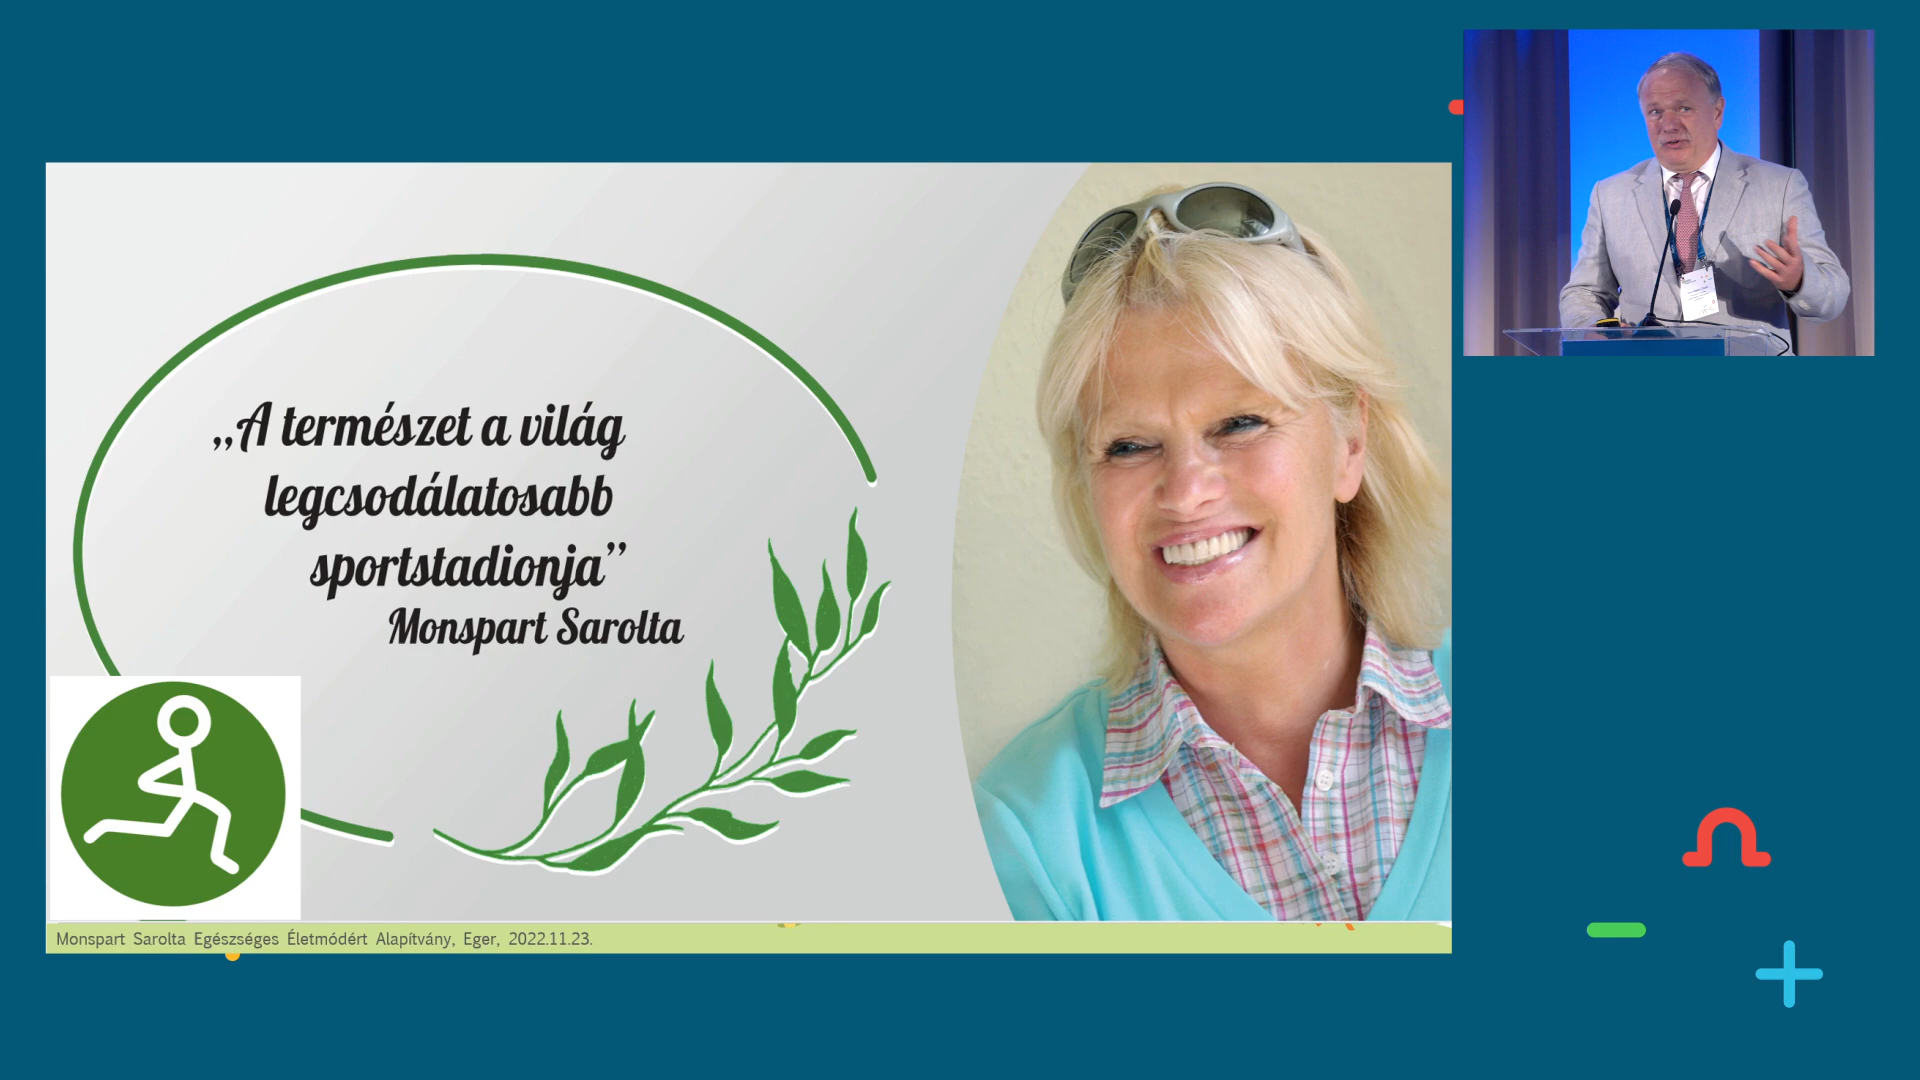 „A természet a világ
legcsodálatosabb
sportstadionja”
Monspart Sarolta
Monspart Sarolta Egészséges Életmódért Alapítvány, Eger, 2022.11.23.